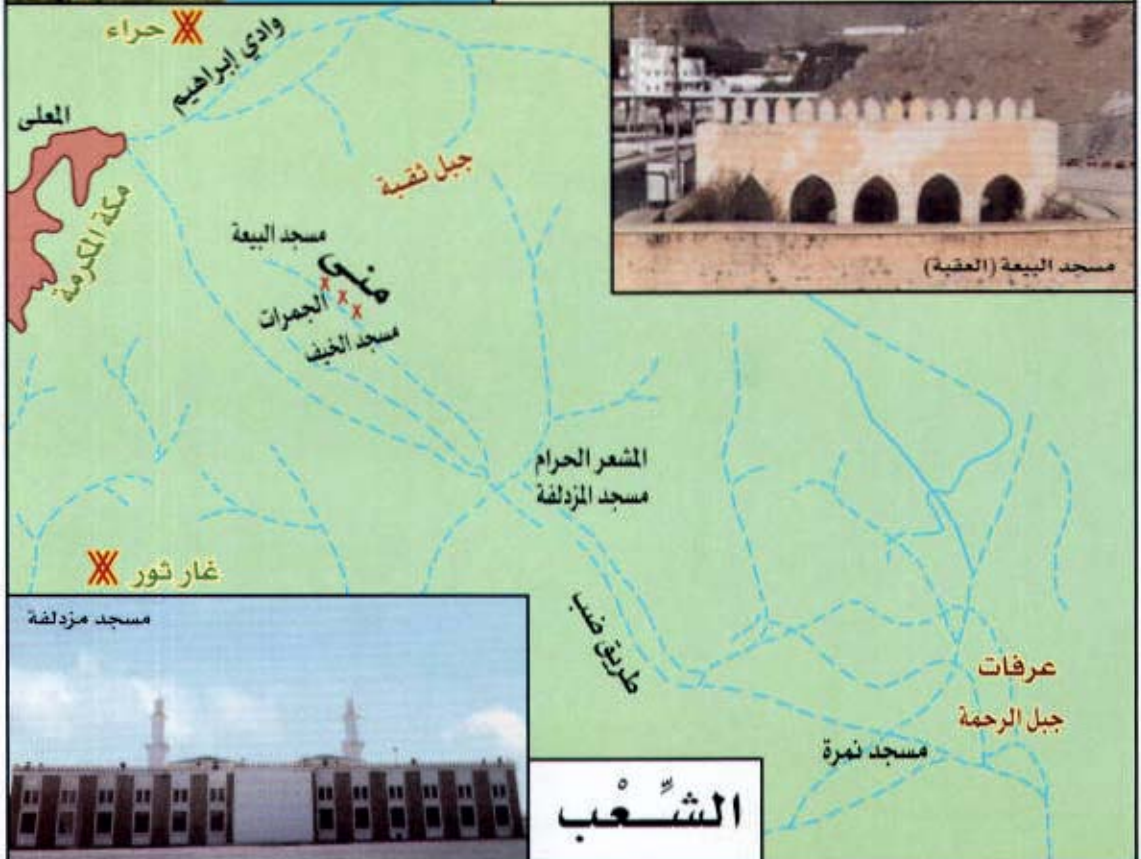 حراء
وادي إبراهيم
المعلى
مكة المكرمة
جبل ثقبة
مسجد البيعة
منى
الجمرات
مسجد الخيف
مسجد البيعة (العقبة)
المشعر الحرام
مسجد المزدلفة
غار ثور
طريق ضب
عرفات
جبل الرحمة
مسجد نمرة
مسجد مزدلفة
الشِّعْب